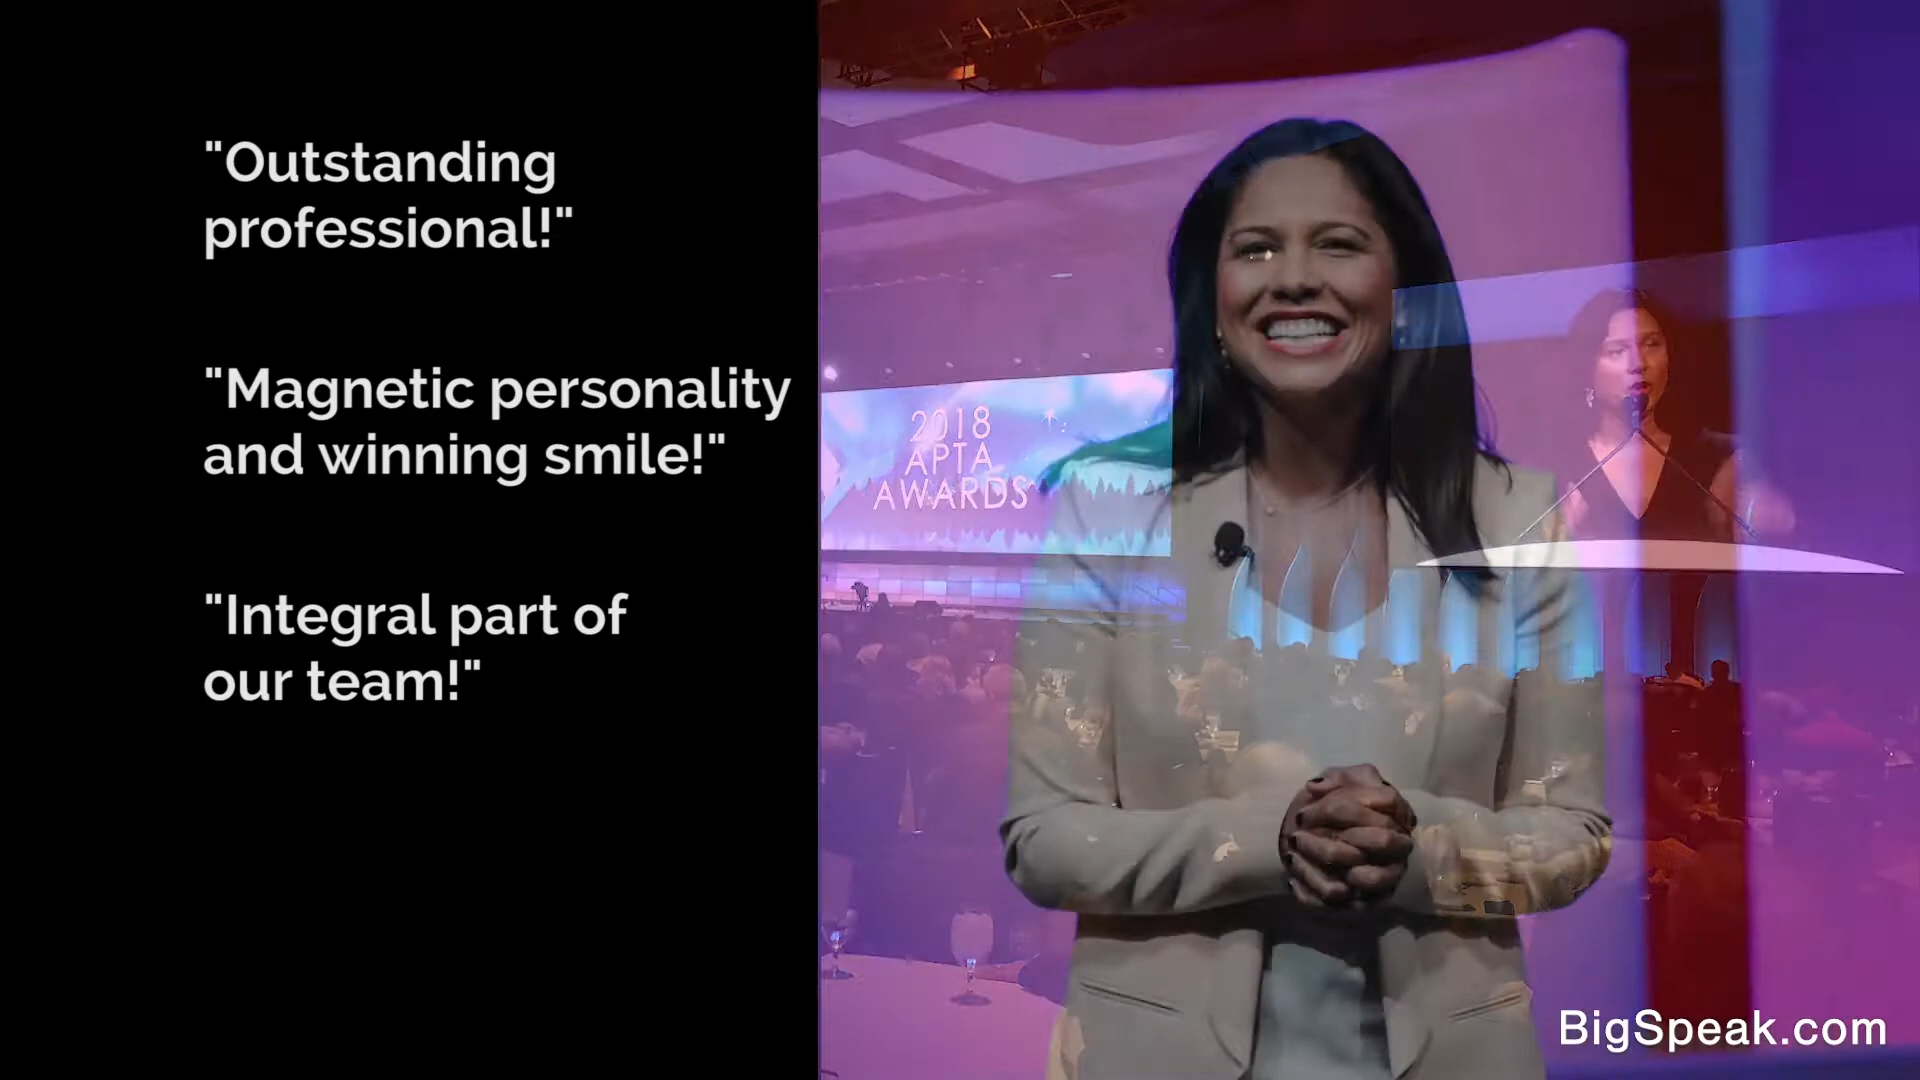 "Outstanding
professional!"
"Magnetic personality
and winning smile!"
"Integral part of
our team!"
2018
APTA
AWARDS
BigSpeak.com